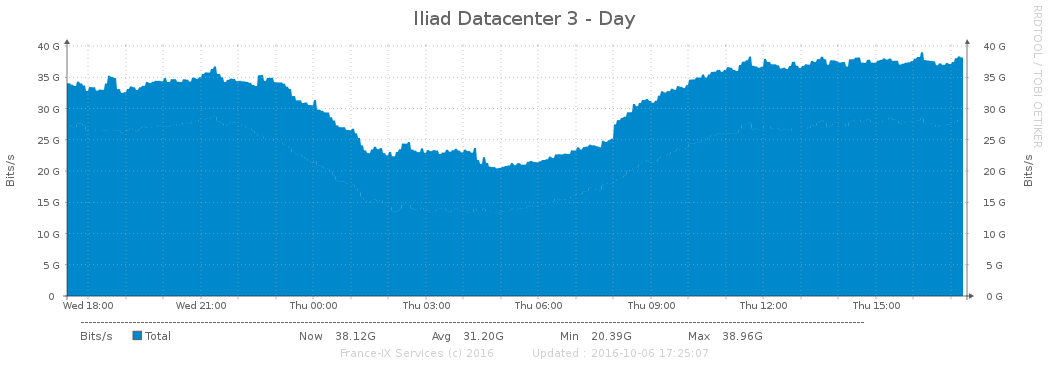 Iliad Datacenter 3 - Day
RRDTOOL / TOBI OETIKER
Bits/s
40 G 40 G
35 G 35 G
30 G 30 G
25 G 25 G
20 G 20 G
15 G 15 G
10 G 10 G
5 G 5 G
0 0 G
Bits/s
Wed 18:00 Wed 21:00 Thu 00:00 Thu 03:00 Thu 06:00 Thu 09:00 Thu 12:00 Thu 15:00
Bits/s Total Now 38.12G Avg 31.20G Min 20.39G Max 38.96G
France-IX Services (c) 2016 Updated : 2016-10-06 17:25:07